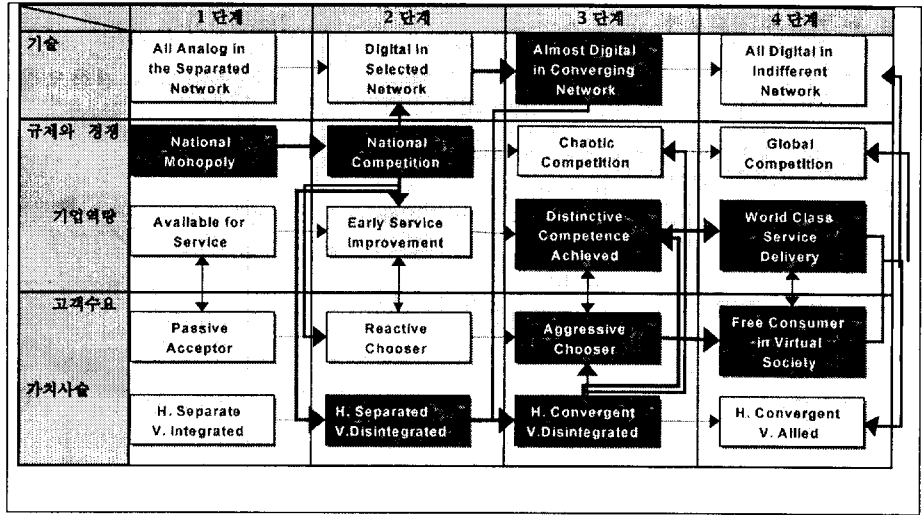 1 단계 2 단계 3 단계 4 단계
기술
All Analog in
the Separated
Network
Digital in
Selected
Network
Almost Digital
in Converging
Network
All Digital in
Indifferent
Network
규제와 경쟁
National
Monopoly
National
Competition
Chaotic
Competition
Global
Competition
기업역량
Available for
Service
Early Service
Improvement
Distinctive
Competence
Achieved
World Class
Service
Delivery
고객수요
Passive
Acceptor
Reactive
Chooser
Aggressive
Chooser
Free Consumer
in Virtual
Society
가치사슬
H. Separate
V. Integrated
H. Separated
V.Disintegrated
H. Convergent
V.Disintegrated
H. Convergent
V. Allied